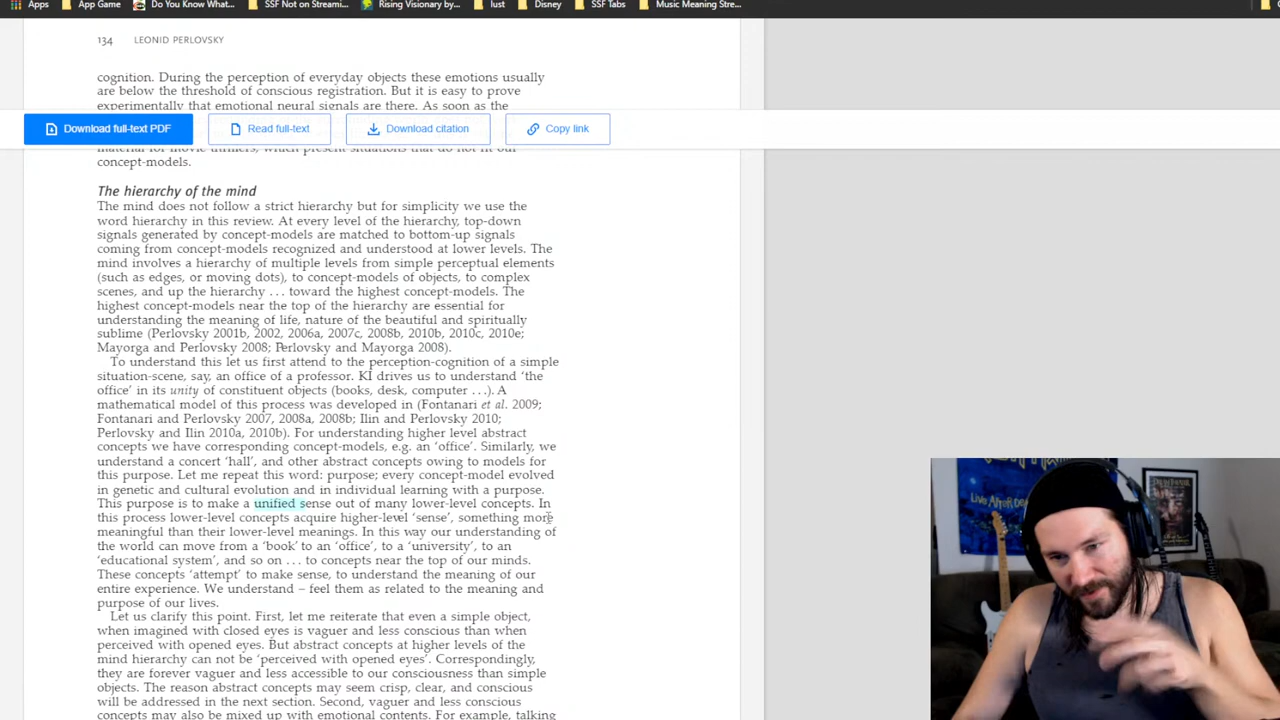 Apps
App Game
Do You Know What...
SSF Not on Streami...
Rising Visionary by...
lust
Disney
SSF Tabs
Music Meaning Stre...
134 LEONID PERLOVSKY
cognition. During the perception of everyday objects these emotions usually
are below the threshold of conscious registration. But it is easy to prove
experimentally that emotional neural signals are there. As soon as the
Download full-text PDF
Read full-text
Download citation
Copy link
material for movie thrillers, which present situations that do not fit our
concept-models.
The hierarchy of the mind
The mind does not follow a strict hierarchy but for simplicity we use the
word hierarchy in this review. At every level of the hierarchy, top-down
signals generated by concept-models are matched to bottom-up signals
coming from concept-models recognized and understood at lower levels. The
mind involves a hierarchy of multiple levels from simple perceptual elements
(such as edges, or moving dots), to concept-models of objects, to complex
scenes, and up the hierarchy ... toward the highest concept-models. The
highest concept-models near the top of the hierarchy are essential for
understanding the meaning of life, nature of the beautiful and spiritually
sublime (Perlovsky 2001b, 2002, 2006a, 2007c, 2008b, 2010b, 2010c, 2010e;
Mayorga and Perlovsky 2008; Perlovsky and Mayorga 2008).
To understand this let us first attend to the perception-cognition of a simple
situation-scene, say, an office of a professor. KI drives us to understand ‘the
office’ in its unity of constituent objects (books, desk, computer ...). A
mathematical model of this process was developed in (Fontanari et al. 2009;
Fontanari and Perlovsky 2007, 2008a, 2008b; Ilin and Perlovsky 2010;
Perlovsky and Ilin 2010a, 2010b). For understanding higher level abstract
concepts we have corresponding concept-models, e.g. an ‘office’. Similarly, we
understand a concert ‘hall’, and other abstract concepts owing to models for
this purpose. Let me repeat this word: purpose; every concept-model evolved
in genetic and cultural evolution and in individual learning with a purpose.
This purpose is to make a unified sense out of many lower-level concepts. In
this process lower-level concepts acquire higher-level ‘sense’, something more
meaningful than their lower-level meanings. In this way our understanding of
the world can move from a ‘book’ to an ‘office’, to a ‘university’, to an
‘educational system’, and so on ... to concepts near the top of our minds.
These concepts ‘attempt’ to make sense, to understand the meaning of our
entire experience. We understand – feel them as related to the meaning and
purpose of our lives.
Let us clarify this point. First, let me reiterate that even a simple object,
when imagined with closed eyes is vaguer and less conscious than when
perceived with opened eyes. But abstract concepts at higher levels of the
mind hierarchy can not be ‘perceived with opened eyes’. Correspondingly,
they are forever vaguer and less accessible to our consciousness than simple
objects. The reason abstract concepts may seem crisp, clear, and conscious
will be addressed in the next section. Second, vaguer and less conscious
concepts may also be mixed up with emotional contents. For example, talking